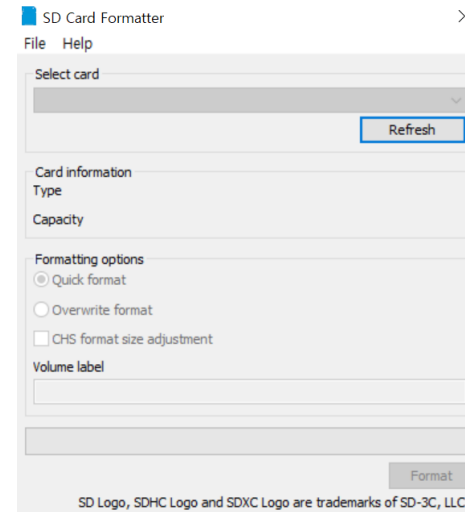 SD Card Formatter
File Help
Select card
Refresh
Card information
Type
Capacity
Formatting options
Quick format
Overwrite format
CHS format size adjustment
Volume label
Format
SD Logo, SDHC Logo and SDXC Logo are trademarks of SD-3C, LLC